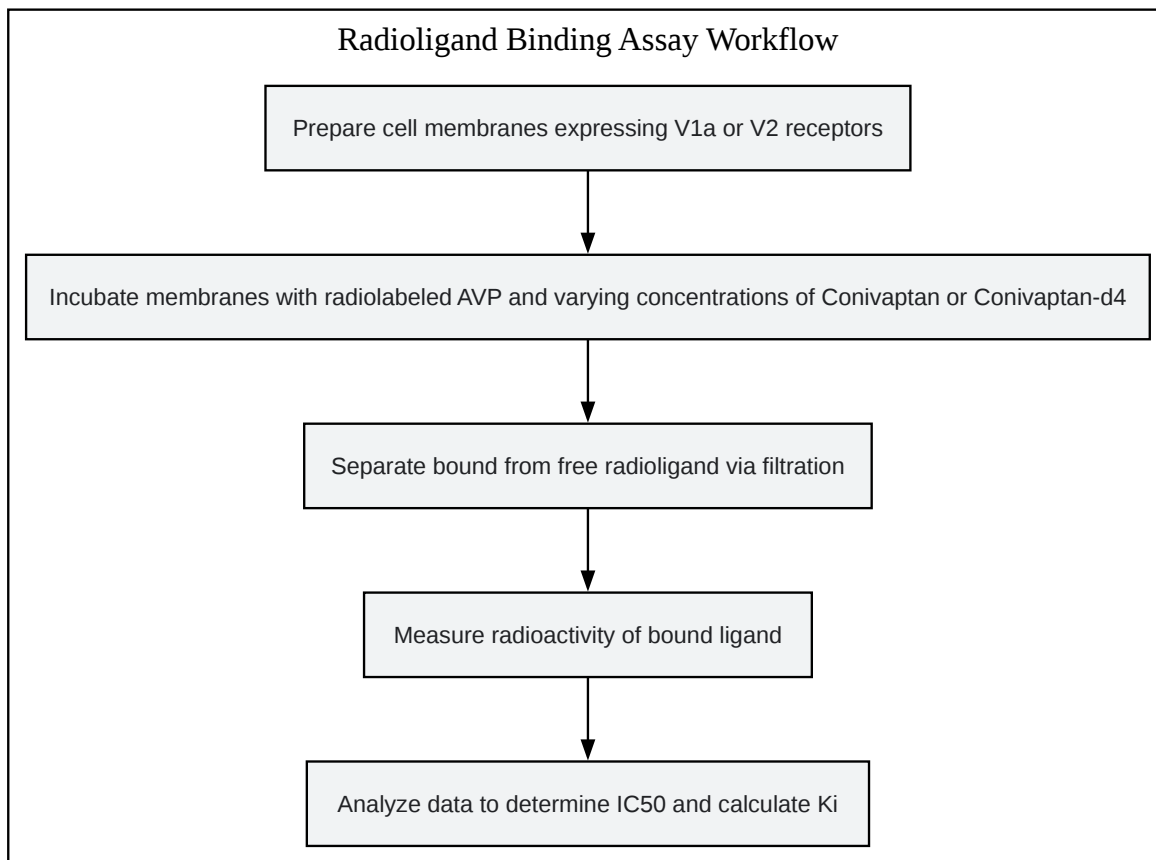 Radioligand Binding Assay Workflow
Prepare cell membranes expressing V1a or V2 receptors
Incubate membranes with radiolabeled AVP and varying concentrations of Conivaptan or Conivaptan-d4
Separate bound from free radioligand via filtration
Measure radioactivity of bound ligand
Analyze data to determine IC50 and calculate Ki